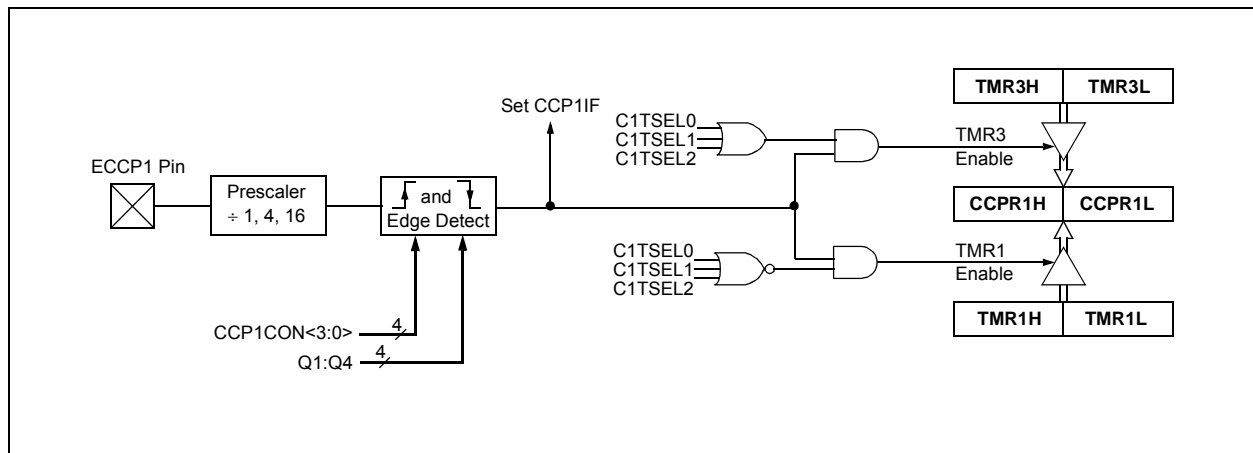 ECCP1 Pin
Prescaler
÷ 1, 4, 16
and
Edge Detect
CCP1CON<3:0>
4
Q1:Q4
4
Set CCP1IF
C1TSEL0
C1TSEL1
C1TSEL2
TMR3
Enable
C1TSEL0
C1TSEL1
C1TSEL2
TMR1
Enable
TMR3H TMR3L
CCPR1H CCPR1L
TMR1H TMR1L